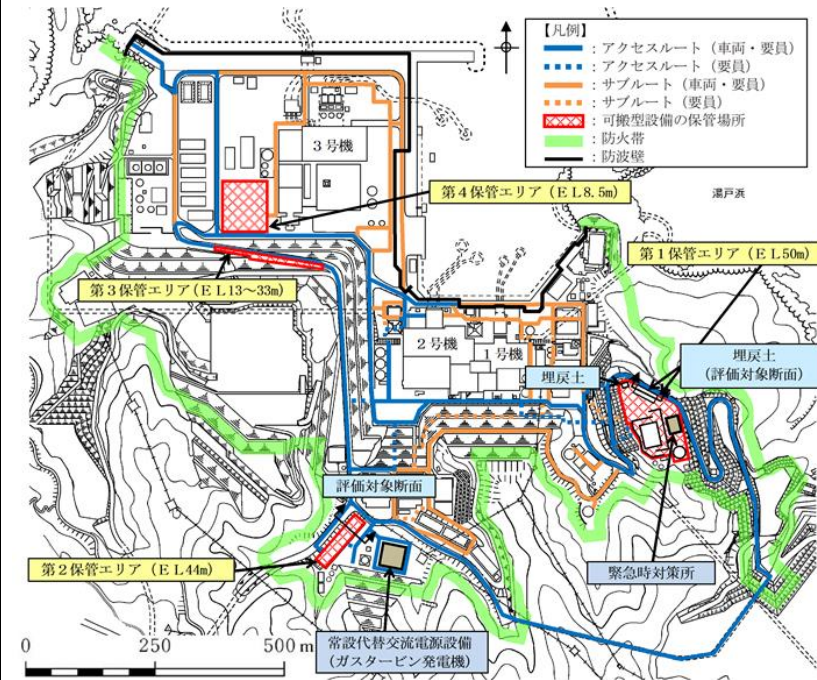 【凡例】
：アクセスルート（車両・要員）
：アクセスルート（要員）
：サブルート（車両・要員）
：サブルート（要員）
：可搬型設備の保管場所
：防火帯
：防波壁
3号機
第4保管エリア（EL8.5m）
湯戸浜
第1保管エリア（EL50m）
第3保管エリア（EL13～33m）
2号機
1号機
埋戻土
埋戻土
（評価対象断面）
評価対象断面
第2保管エリア（EL44m）
緊急時対策所
常設代替交流電源設備
（ガスタービン発電機）
0 250 500 m